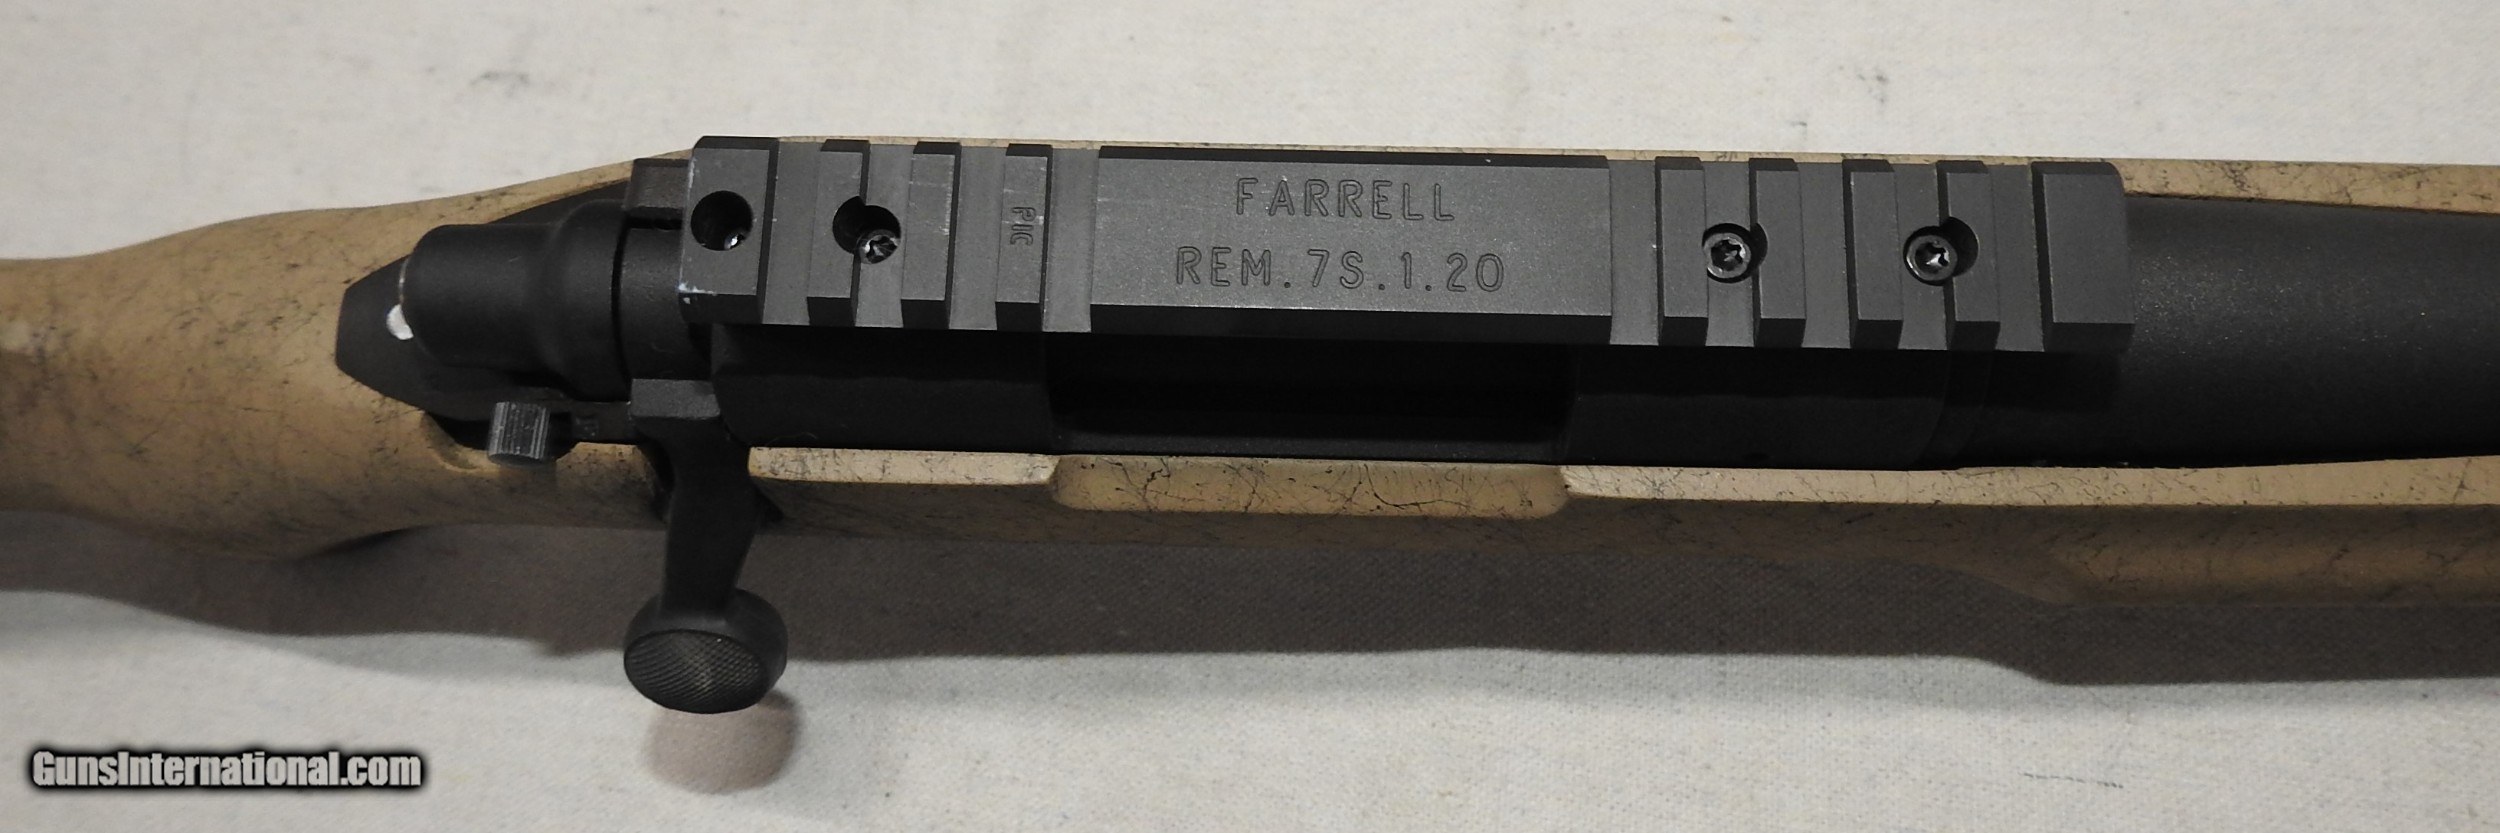 FARRELL
REM.7S.1.20
PIC
GunsInternational.com